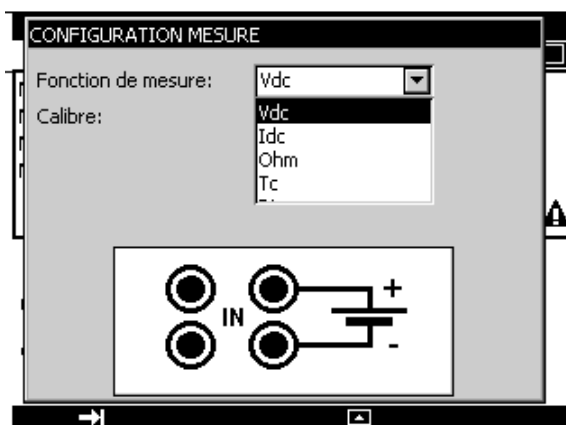 CONFIGURATION MESURE
Fonction de mesure: Vdc
Calibre:
Vdc
Idc
Ohm
Tc
IN
+
-